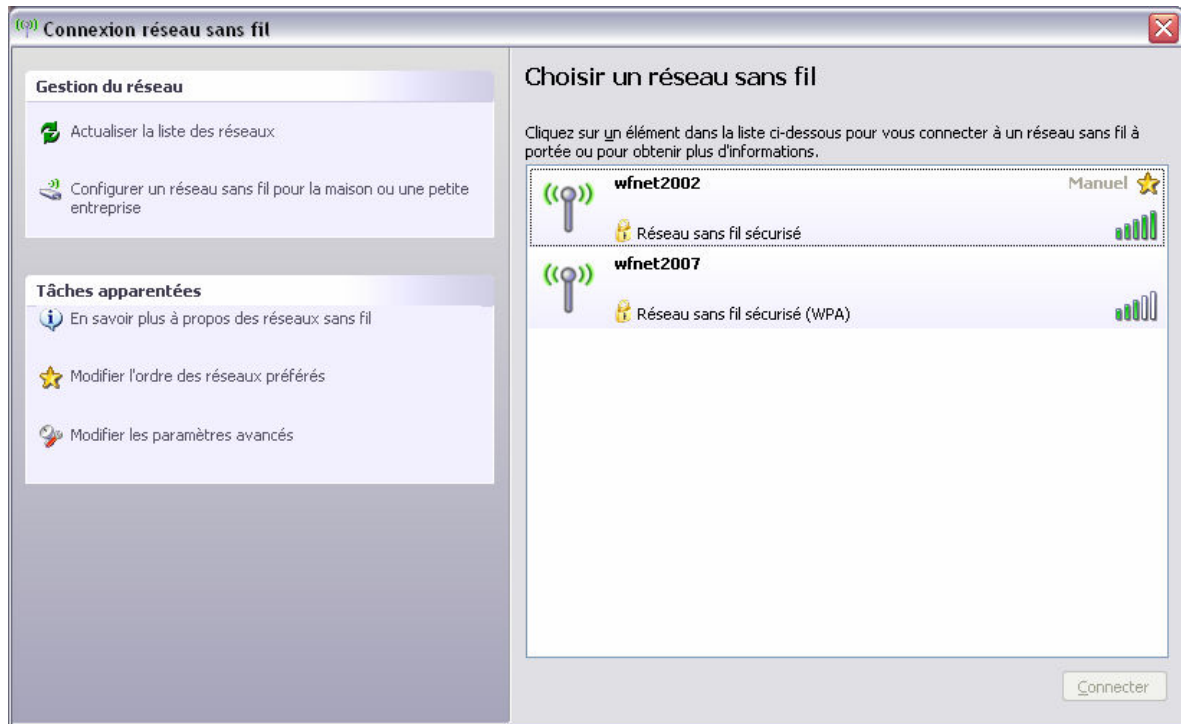 Connexion réseau sans fil
Gestion du réseau
Actualiser la liste des réseaux
Configurer un réseau sans fil pour la maison ou une petite
entreprise
Tâches apparentées
En savoir plus à propos des réseaux sans fil
Modifier l'ordre des réseaux préférés
Modifier les paramètres avancés
Choisir un réseau sans fil
Cliquez sur un élément dans la liste ci-dessous pour vous connecter à un réseau sans fil à
portée ou pour obtenir plus d'informations.
wfnet2002 Manuel
Réseau sans fil sécurisé
wfnet2007
Réseau sans fil sécurisé (WPA)
Connecter